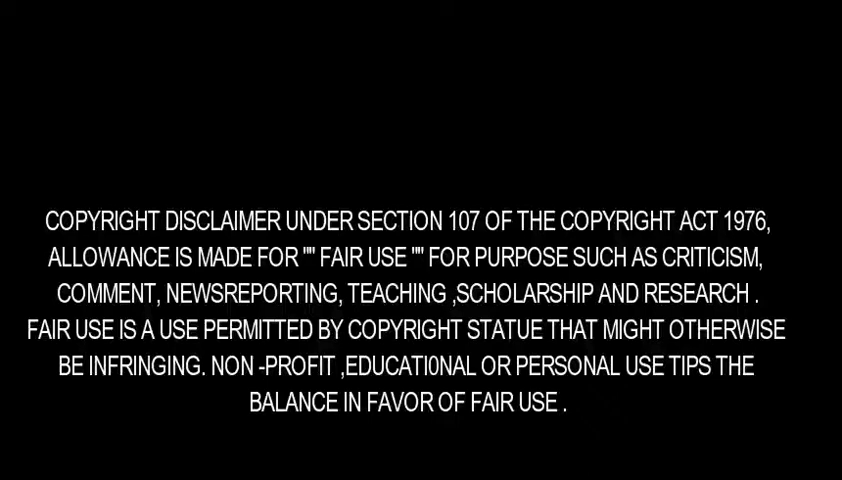 COPYRIGHT DISCLAIMER UNDER SECTION 107 OF THE COPYRIGHT ACT 1976,
ALLOWANCE IS MADE FOR "" FAIR USE "" FOR PURPOSE SUCH AS CRITICISM,
COMMENT, NEWSREPORTING, TEACHING ,SCHOLARSHIP AND RESEARCH .
FAIR USE IS A USE PERMITTED BY COPYRIGHT STATUE THAT MIGHT OTHERWISE
BE INFRINGING. NON -PROFIT ,EDUCATI0NAL OR PERSONAL USE TIPS THE
BALANCE IN FAVOR OF FAIR USE .